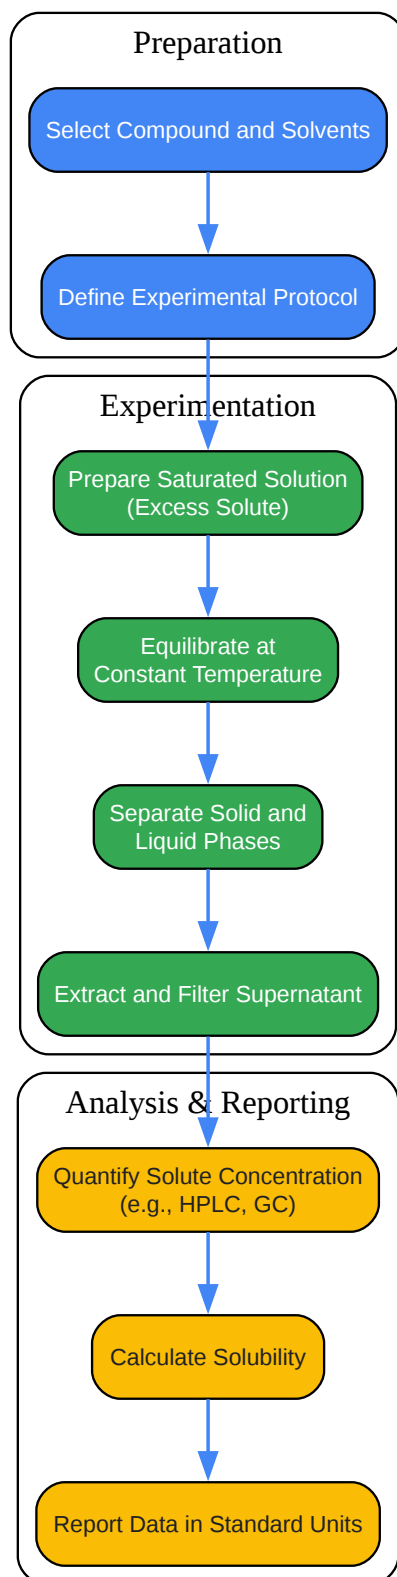 Preparation
Select Compound and Solvents
Define Experimental Protocol
Experimentation
Prepare Saturated Solution
(Excess Solute)
Equilibrate at
Constant Temperature
Separate Solid and
Liquid Phases
Extract and Filter Supernatant
Analysis & Reporting
Quantify Solute Concentration
(e.g., HPLC, GC)
Calculate Solubility
Report Data in Standard Units